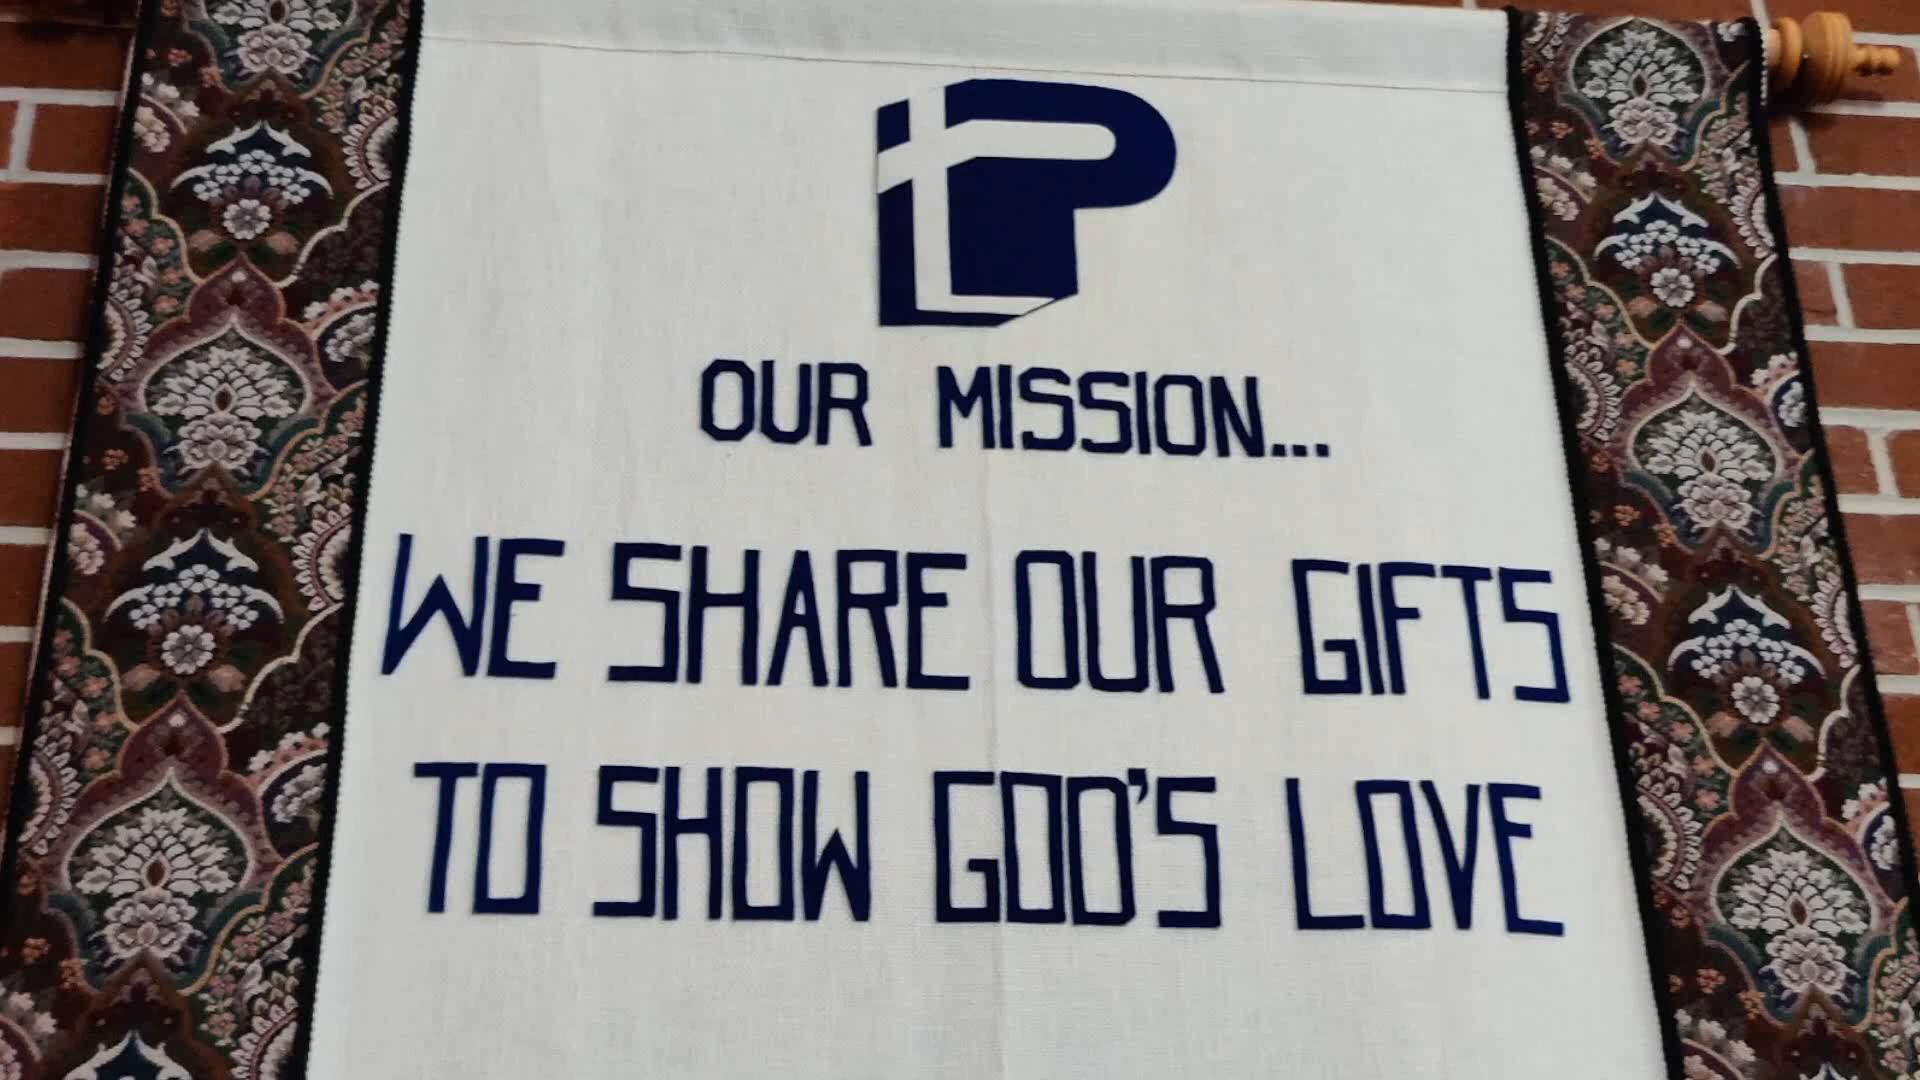 P
OUR MISSION...
WE SHARE OUR GIFTS
TO SHOW GOD'S LOVE